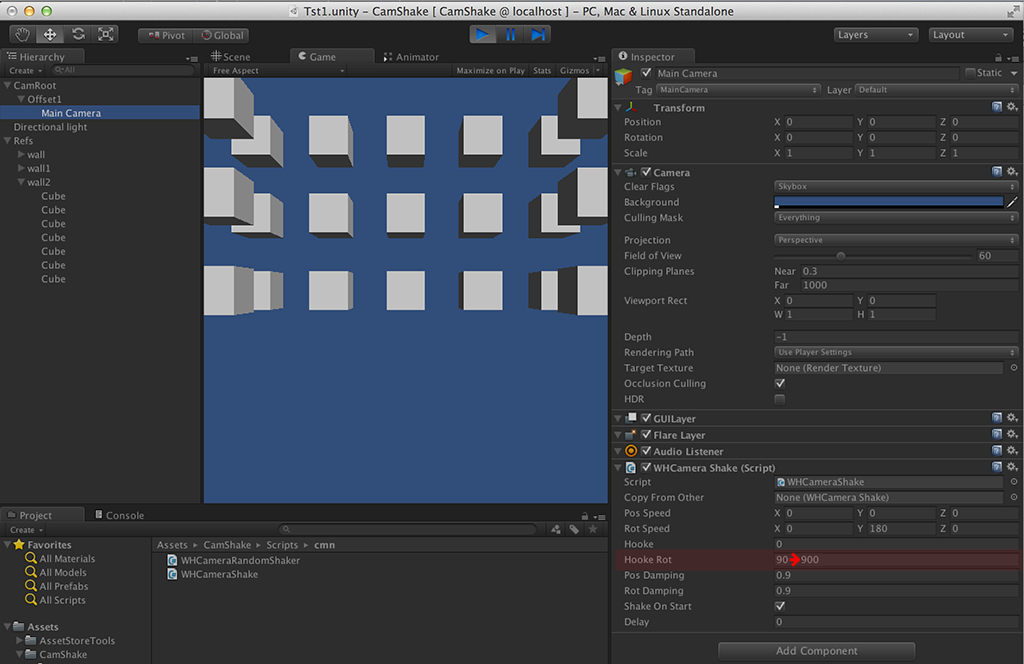 Tst1.unity – CamShake [ CamShake @ localhost ] – PC, Mac & Linux Standalone
Pivot Global Layers Layout
Hierarchy
Create All
CamRoot
Offset1
Main Camera
Directional light
Refs
wall
wall1
wall2
Cube
Cube
Cube
Cube
Cube
Cube
Cube
Scene Game Animator
Free Aspect Maximize on Play Stats Gizmos
Inspector
Main Camera Static
Tag MainCamera Layer Default
Transform
Position X 0 Y 0 Z 0
Rotation X 0 Y 0 Z 0
Scale X 1 Y 1 Z 1
Camera
Clear Flags Skybox
Background
Culling Mask Everything
Projection Perspective
Field of View 60
Clipping Planes Near 0.3
Far 1000
Viewport Rect X 0 Y 0
W 1 H 1
Depth -1
Rendering Path Use Player Settings
Target Texture None (Render Texture)
Occlusion Culling
HDR
GUILayer
Flare Layer
Audio Listener
WHCamera Shake (Script)
Script WHCameraShake
Copy From Other None (WHCamera Shake)
Pos Speed X 0 Y 0 Z 0
Rot Speed X 0 Y 180 Z 0
Hooke 0
Hooke Rot 90 900
Pos Damping 0.9
Rot Damping 0.9
Shake On Start
Delay 0
Add Component
Project Console
Create
Favorites
All Materials
All Models
All Prefabs
All Scripts
Assets
AssetStoreTools
CamShake
Assets CamShake Scripts cmn
WHCameraRandomShaker
WHCameraShake